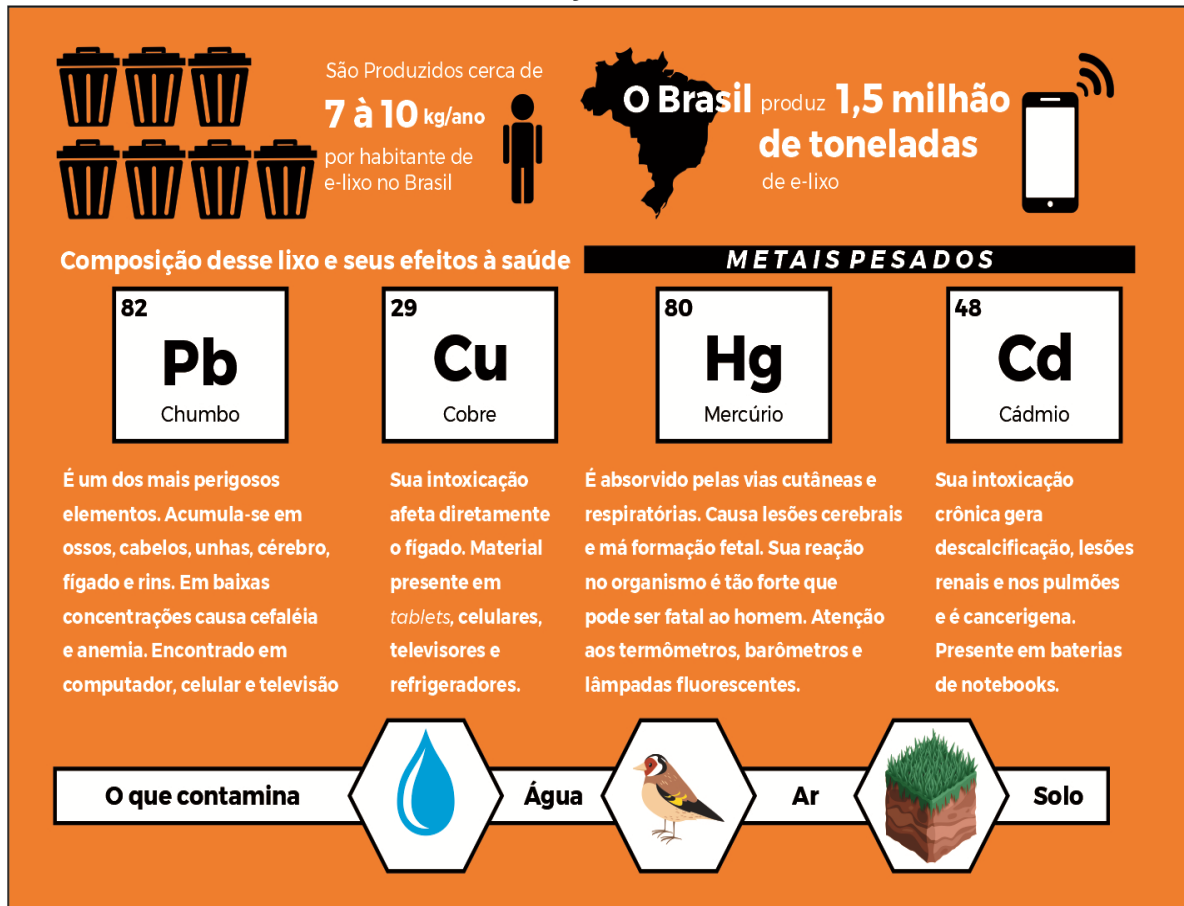 São Produzidos cerca de
7 à 10 kg/ano
por habitante de
e-lixo no Brasil
O Brasil produz 1,5 milhão
de toneladas
de e-lixo
Composição desse lixo e seus efeitos à saúde
METAIS PESADOS
82
Pb
Chumbo
É um dos mais perigosos
elementos. Acumula-se em
ossos, cabelos, unhas, cérebro,
fígado e rins. Em baixas
concentrações causa cefaléia
e anemia. Encontrado em
computador, celular e televisão
29
Cu
Cobre
Sua intoxicação
afeta diretamente
o fígado. Material
presente em
tablets, celulares,
televisores e
refrigeradores.
80
Hg
Mercúrio
É absorvido pelas vias cutâneas e
respiratórias. Causa lesões cerebrais
e má formação fetal. Sua reação
no organismo é tão forte que
pode ser fatal ao homem. Atenção
aos termômetros, barômetros e
lâmpadas fluorescentes.
48
Cd
Cádmio
Sua intoxicação
crônica gera
descalcificação, lesões
renais e nos pulmões
e é cancerigena.
Presente em baterias
de notebooks.
O que contamina
Água
Ar
Solo